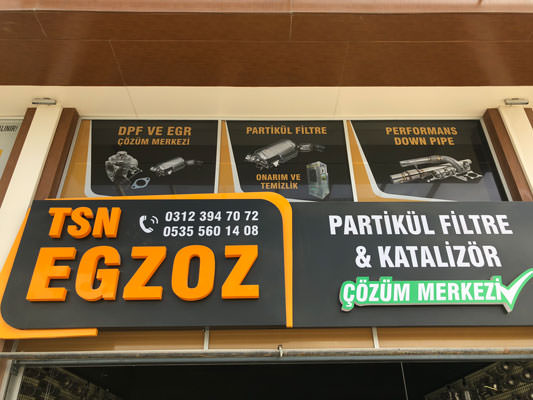 DPF VE EGR
ÇÖZÜM MERKEZİ
PARTİKÜL FİLTRE
ONARIM VE
TEMİZLİK
PERFORMANS
DOWN PIPE
TSN
0312 394 70 72
0535 560 14 08
EGZOZ
PARTİKÜL FİLTRE
& KATALİZÖR
ÇÖZÜM MERKEZİ